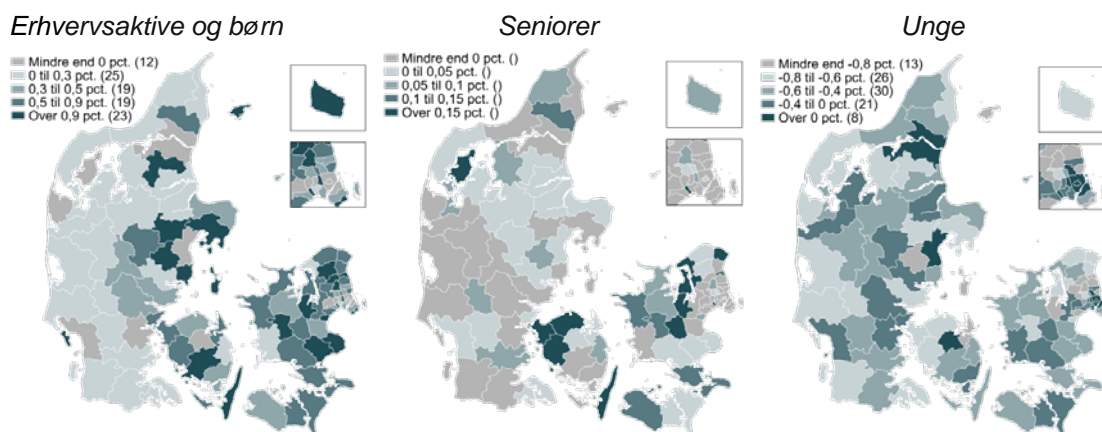 Erhvervsaktive og børn
Mindre end 0 pct. (12)
0 til 0,3 pct. (25)
0,3 til 0,5 pct. (19)
0,5 til 0,9 pct. (19)
Over 0,9 pct. (23)
Seniorer
Mindre end 0 pct. ()
0 til 0,05 pct. ()
0,05 til 0,1 pct. ()
0,1 til 0,15 pct. ()
Over 0,15 pct. ()
Unge
Mindre end -0,8 pct. (13)
-0,8 til -0,6 pct. (26)
-0,6 til -0,4 pct. (30)
-0,4 til 0 pct. (21)
Over 0 pct. (8)